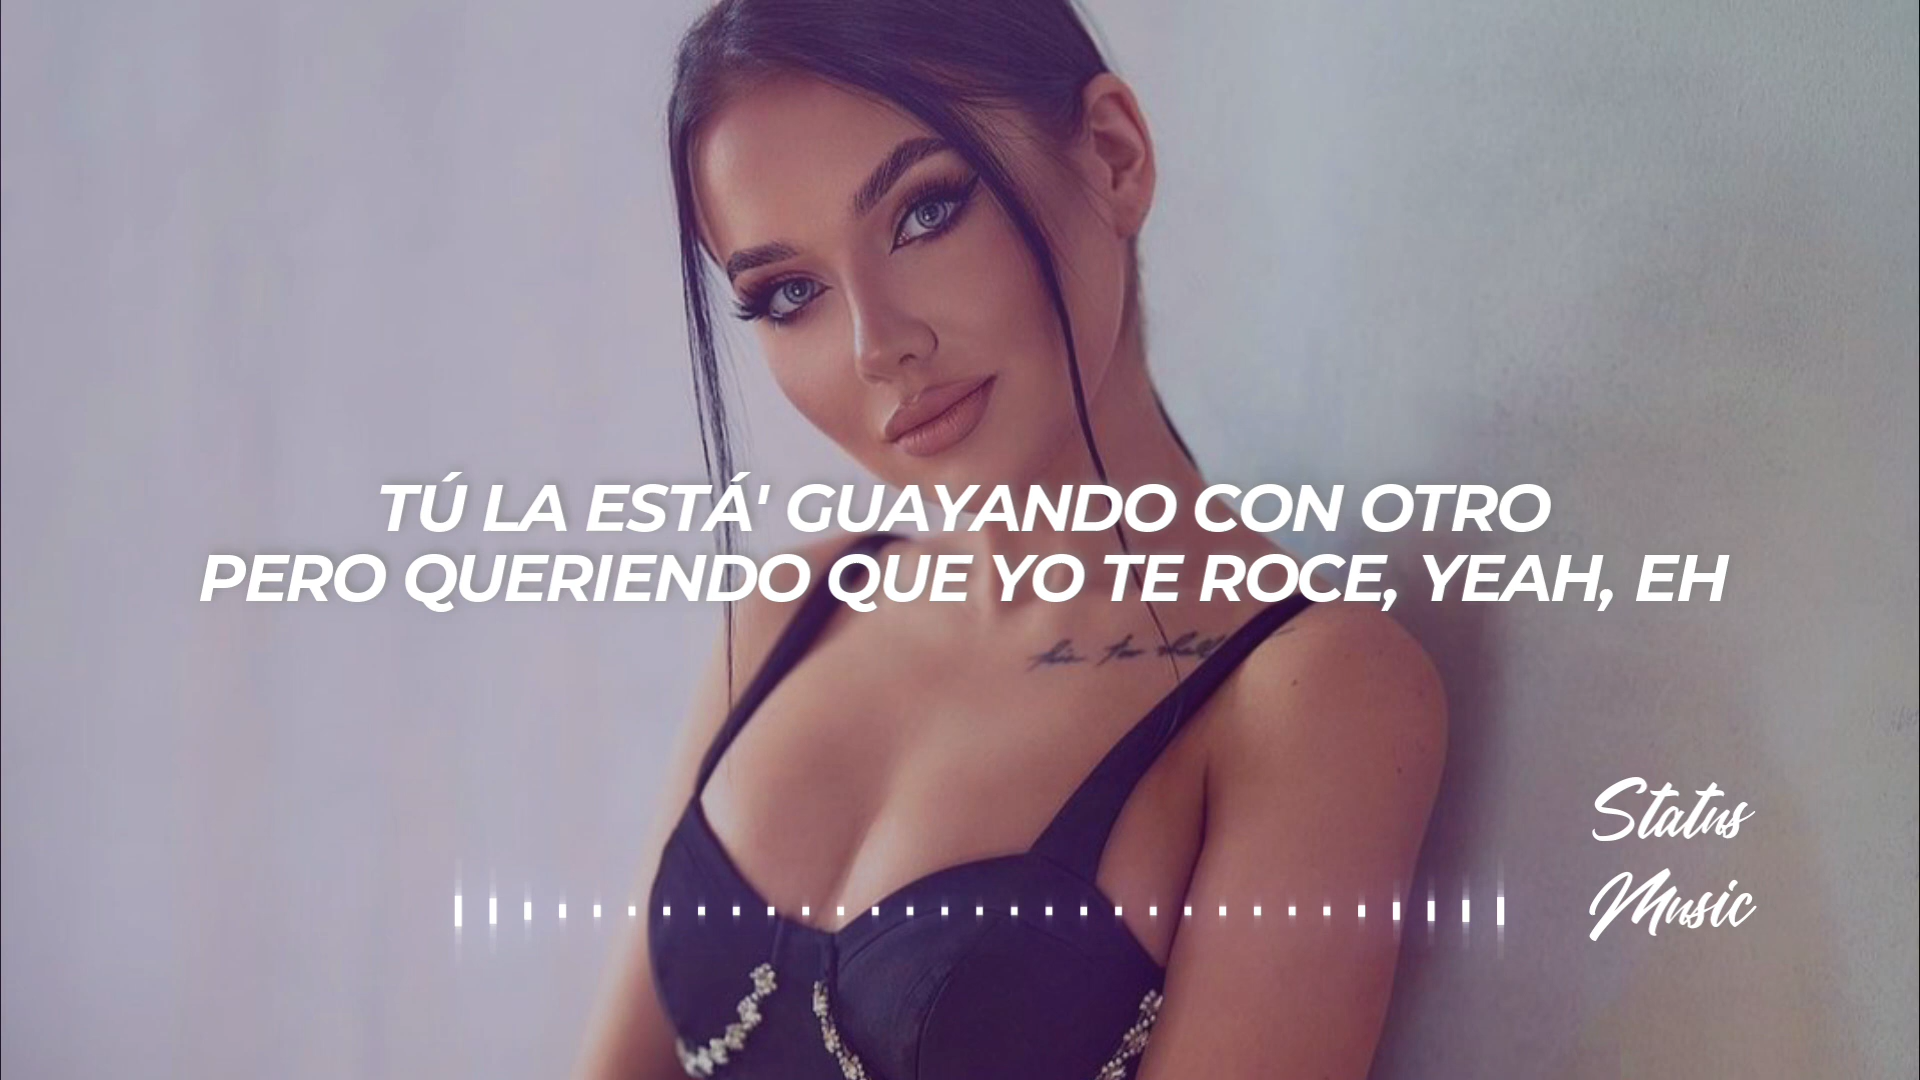 TÚ LA ESTÁ' GUAYANDO CON OTRO
PERO QUERIENDO QUE YO TE ROCE, YEAH, EH
Status
Music